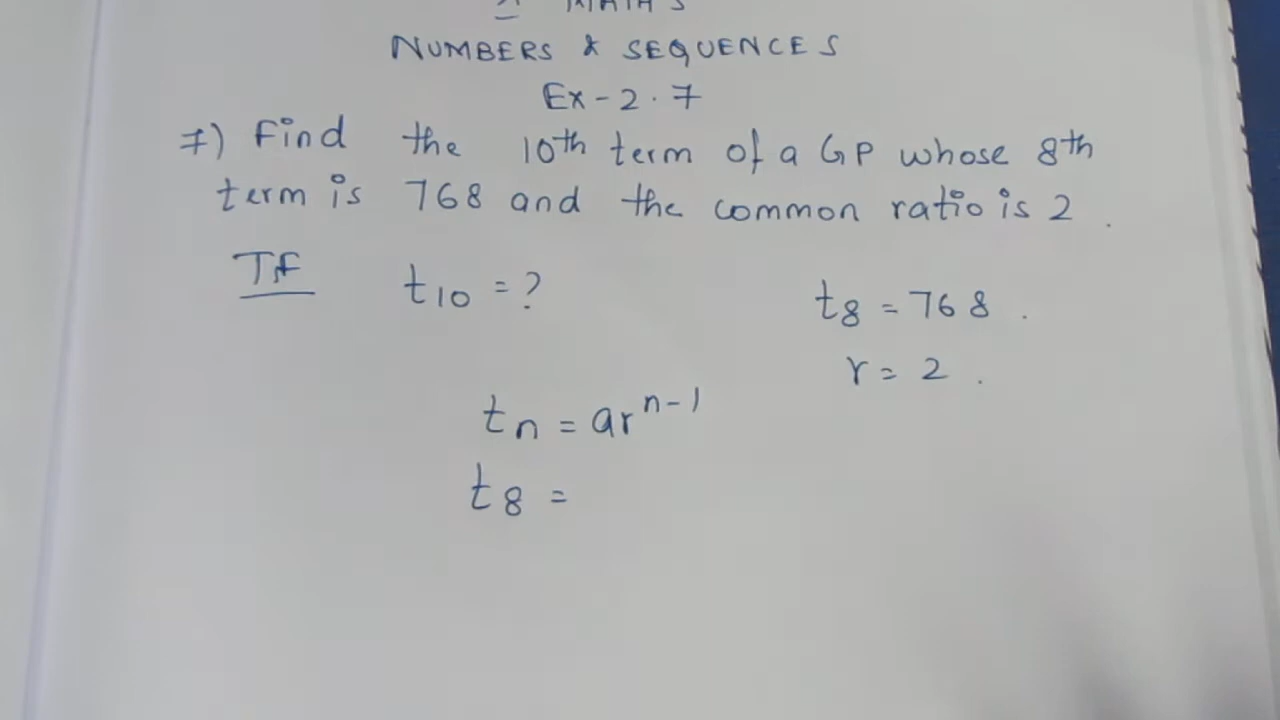 MATHS
NUMBERS & SEQUENCES
Ex - 2.7
7) Find the 10th term of a GP whose 8th
term is 768 and the common ratio is 2.
TF t10 = ? t8 = 768.
r = 2.
tn = ar^n-1
t8 =